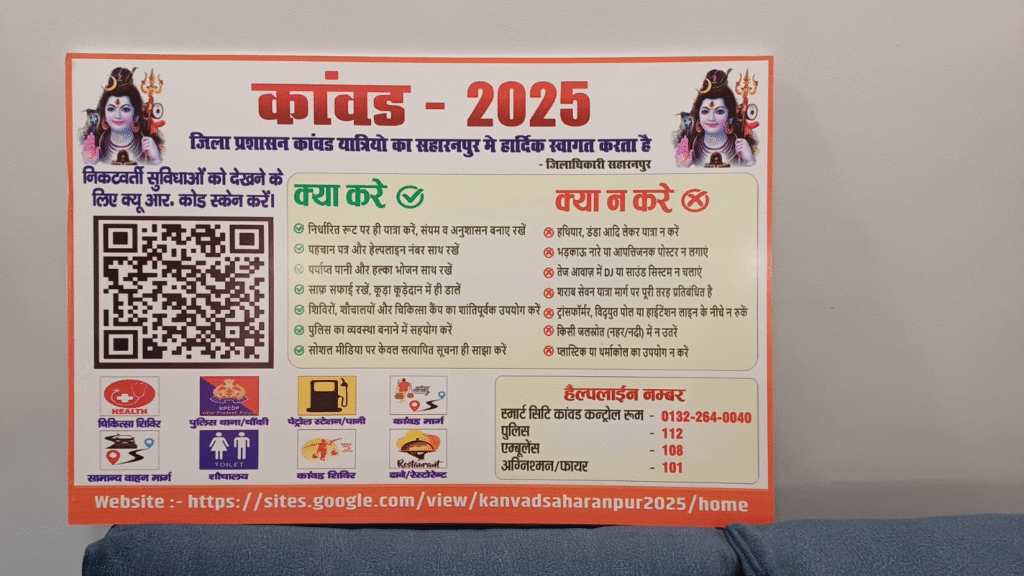 कांवड - 2025
जिला प्रशासन कांवड यात्रियो का सहारनपुर मे हार्दिक स्वागत करता है
- जिलाधिकारी सहारनपुर
निकटवर्ती सुविधाओं को देखने के
लिए क्यू आर. कोड स्केन करें।
क्या करे
निर्धारित रूट पर ही यात्रा करें, संयम व अनुशासन बनाए रखें
पहचान पत्र और हेल्पलाइन नंबर साथ रखें
पर्याप्त पानी और हल्का भोजन साथ रखें
साफ़ सफाई रखें, कूड़ा कूड़ेदान में ही डालें
शिविरों, शौचालयों और चिकित्सा कैंप का शांतिपूर्वक उपयोग करें
पुलिस का व्यवस्था बनाने में सहयोग करें
सोशल मीडिया पर केवल सत्यापित सूचना ही साझा करें
क्या न करे
हथियार, डंडा आदि लेकर यात्रा न करें
भड़काऊ नारे या आपत्तिजनक पोस्टर न लगाएं
तेज आवाज़ में DJ या साउंड सिस्टम न चलाएं
शराब सेवन यात्रा मार्ग पर पूरी तरह प्रतिबंधित है
ट्रांसफॉर्मर, विद्युत पोल या हाईटेंशन लाइन के नीचे न रुकें
किसी जलस्रोत (नहर/नदी) में न उतरें
प्लास्टिक या थर्माकोल का उपयोग न करें
HEALTH
चिकित्सा शिविर
UPCOP
पुलिस थाना/चौंकी
पेट्रोल स्टेशन/पानी
कांवड मार्ग
सामान्य वाहन मार्ग
TOILET
शौचालय
कांवड शिविर
Restaurant
ढाबे/रेस्टोरेन्ट
हैल्पलाईन नम्बर
स्मार्ट सिटि कांवड कन्ट्रोल रूम - 0132-264-0040
पुलिस - 112
एम्बूलेंस - 108
अग्निश्मन/फायर - 101
Website :- https://sites.google.com/view/kanvadsaharanpur2025/home